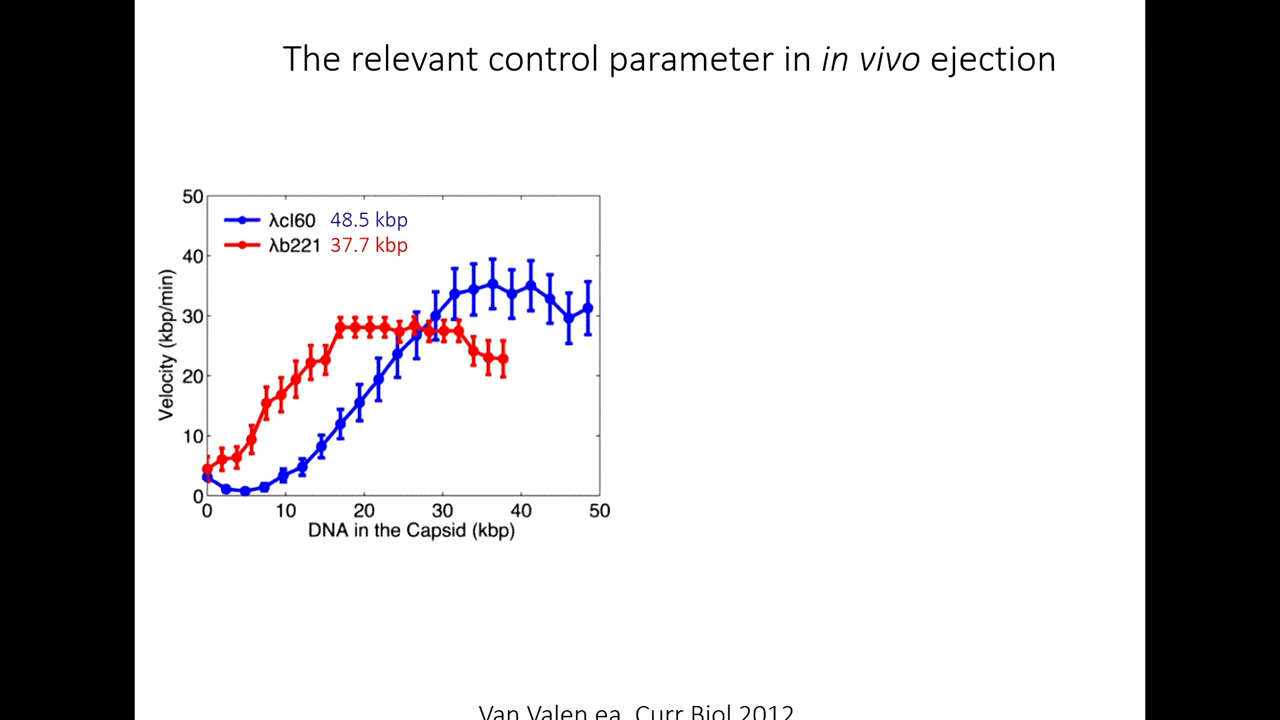 The relevant control parameter in in vivo ejection
50
λcI60 48.5 kbp
λb221 37.7 kbp
40
30
20
10
0
Velocity (kbp/min)
0 10 20 30 40 50
DNA in the Capsid (kbp)
Van Valen ea, Curr Biol 2012